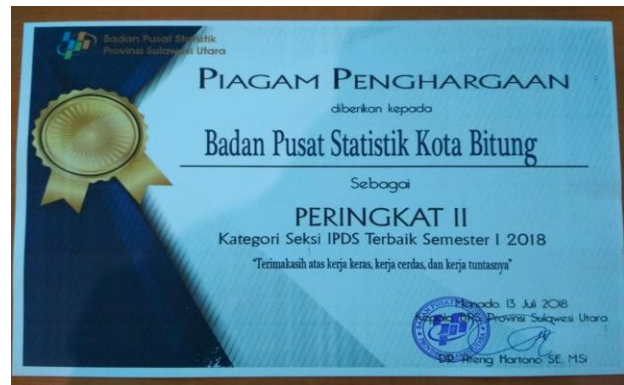 Badan Pusat Statistik
Provinsi Sulawesi Utara
PIAGAM PENGHARGAAN
diberikan kepada
Badan Pusat Statistik Kota Bitung
Sebagai
PERINGKAT II
Kategori Seksi IPDS Terbaik Semester I 2018
"Terimakasih atas kerja keras, kerja cerdas, dan kerja tuntasnya"
Manado, 13 Juli 2018
Kepala BPS Provinsi Sulawesi Utara
BADAN PUSAT
DR. Ateng Hartono SE, MSi